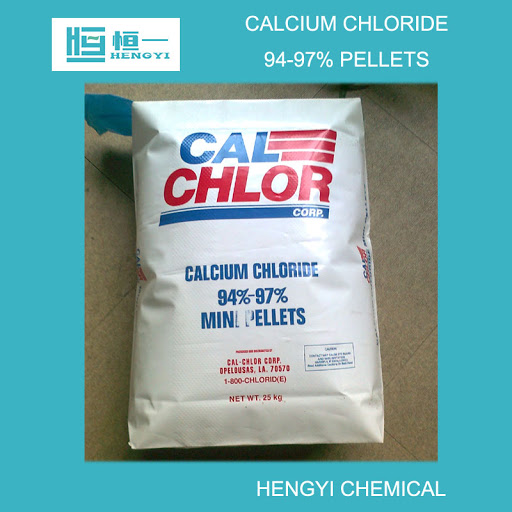 恒一
HENGYI
CALCIUM CHLORIDE
94-97% PELLETS
CAL
CHLOR
CORP.
CALCIUM CHLORIDE
94%-97%
MINI PELLETS
CAL-CHLOR CORP.
OPELOUSAS, LA. 70570
1-800-CHLORID(E)
NET WT. 25 kg
HENGYI CHEMICAL